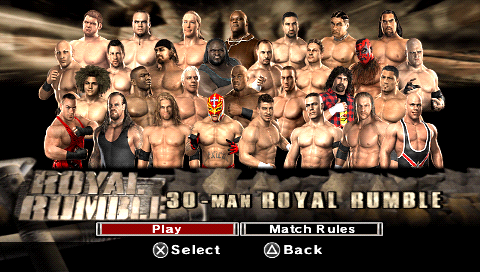 ROYAL
RUMBLE
30-MAN ROYAL RUMBLE
Play
Match Rules
Select
Back